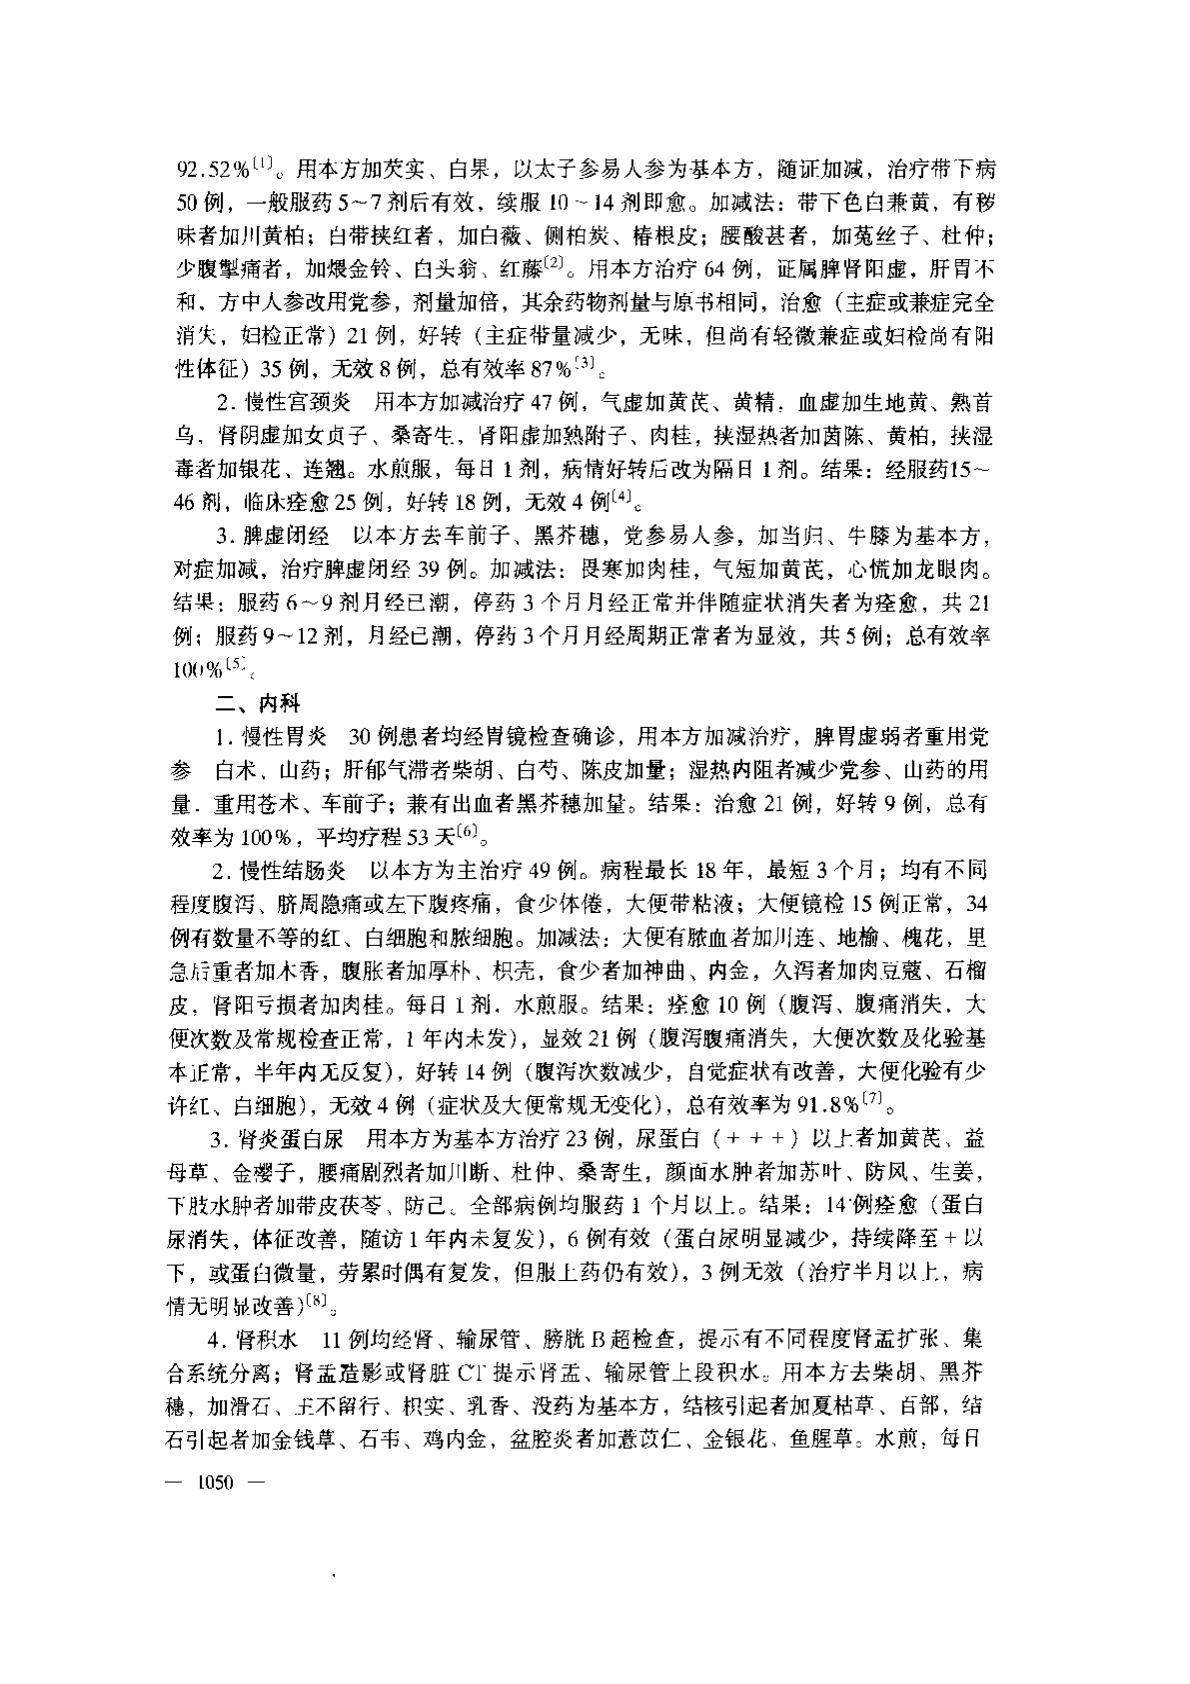 92.52%〔1〕。用本方加芡实、白果，以太子参易人参为基本方，随证加减，治疗带下病
50 例，一般服药 5～7 剂后有效，续服 10～14 剂即愈。加减法：带下色白兼黄，有秽
味者加川黄柏；白带挟红者，加白薇、侧柏炭、椿根皮；腰酸甚者，加菟丝子、杜仲；
少腹掣痛者，加煨金铃、白头翁、红藤〔2〕。用本方治疗 64 例，证属脾肾阳虚，肝胃不
和，方中人参改用党参，剂量加倍，其余药物剂量与原书相同，治愈（主症或兼症完全
消失，妇检正常）21 例，好转（主症带量减少，无味，但尚有轻微兼症或妇检尚有阳
性体征）35 例，无效 8 例，总有效率 87%〔3〕。
2. 慢性宫颈炎　用本方加减治疗 47 例，气虚加黄芪、黄精，血虚加生地黄、熟首
乌，肾阴虚加女贞子、桑寄生，肾阳虚加熟附子、肉桂，挟湿热者加茵陈、黄柏，挟湿
毒者加银花、连翘。水煎服，每日 1 剂，病情好转后改为隔日 1 剂。结果：经服药15～
46 剂，临床痊愈 25 例，好转 18 例，无效 4 例〔4〕。
3. 脾虚闭经　以本方去车前子、黑芥穗，党参易人参，加当归、牛膝为基本方，
对症加减，治疗脾虚闭经 39 例。加减法：畏寒加肉桂，气短加黄芪，心慌加龙眼肉。
结果：服药 6～9 剂月经已潮，停药 3 个月月经正常并伴随症状消失者为痊愈，共 21
例；服药 9～12 剂，月经已潮，停药 3 个月月经周期正常者为显效，共 5 例；总有效率
100%〔5〕。
二、内科
1. 慢性胃炎　30 例患者均经胃镜检查确诊，用本方加减治疗，脾胃虚弱者重用党
参　白术、山药；肝郁气滞者柴胡、白芍、陈皮加量；湿热内阻者减少党参、山药的用
量．重用苍术、车前子；兼有出血者黑芥穗加量。结果：治愈 21 例，好转 9 例，总有
效率为 100%，平均疗程 53 天〔6〕。
2. 慢性结肠炎　以本方为主治疗 49 例。病程最长 18 年，最短 3 个月；均有不同
程度腹泻、脐周隐痛或左下腹疼痛，食少体倦，大便带粘液；大便镜检 15 例正常，34
例有数量不等的红、白细胞和脓细胞。加减法：大便有脓血者加川连、地榆、槐花，里
急后重者加木香，腹胀者加厚朴、枳壳，食少者加神曲、内金，久泻者加肉豆蔻、石榴
皮，肾阳亏损者加肉桂。每日 1 剂．水煎服。结果：痊愈 10 例（腹泻、腹痛消失．大
便次数及常规检查正常，1 年内未发），显效 21 例（腹泻腹痛消失，大便次数及化验基
本正常，半年内无反复），好转 14 例（腹泻次数减少，自觉症状有改善，大便化验有少
许红、白细胞），无效 4 例（症状及大便常规无变化），总有效率为 91.8%〔7〕。
3. 肾炎蛋白尿　用本方为基本方治疗 23 例，尿蛋白（+ + +）以上者加黄芪、益
母草、金樱子，腰痛剧烈者加川断、杜仲、桑寄生，颜面水肿者加苏叶、防风、生姜，
下肢水肿者加带皮茯苓、防己。全部病例均服药 1 个月以上。结果：14 例痊愈（蛋白
尿消失，体征改善，随访 1 年内未复发），6 例有效（蛋白尿明显减少，持续降至 + 以
下，或蛋白微量，劳累时偶有复发，但服上药仍有效），3 例无效（治疗半月以上，病
情无明显改善）〔8〕。
4. 肾积水　11 例均经肾、输尿管、膀胱 B 超检查，提示有不同程度肾盂扩张、集
合系统分离；肾盂造影或肾脏 CT 提示肾盂、输尿管上段积水。用本方去柴胡、黑芥
穗，加滑石、王不留行、枳实、乳香、没药为基本方，结核引起者加夏枯草、百部，结
石引起者加金钱草、石韦、鸡内金，盆腔炎者加薏苡仁、金银花、鱼腥草。水煎，每日
— 1050 —